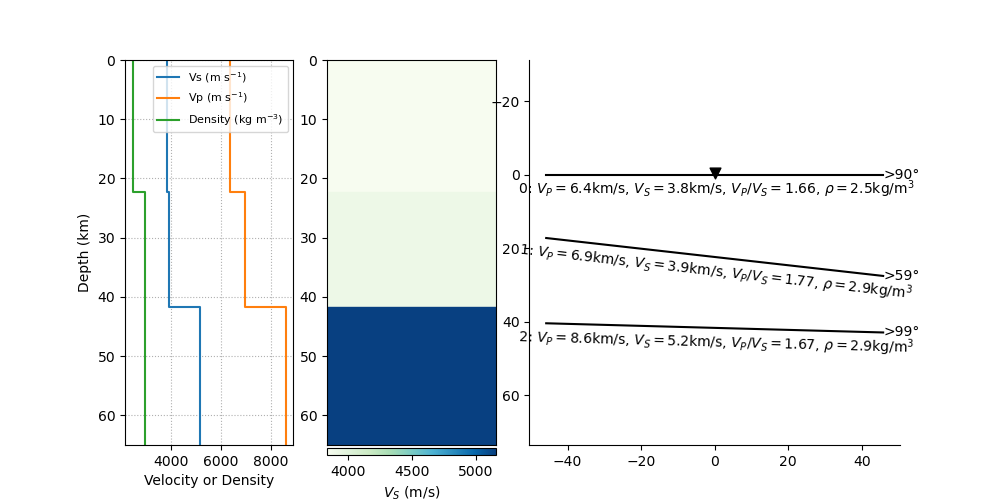 0
10
20
30
40
50
60
Depth (km)
4000 6000 8000
Velocity or Density
Vs (m s⁻¹)
Vp (m s⁻¹)
Density (kg m⁻³)
0
10
20
30
40
50
60
4000 4500 5000
V_S (m/s)
−20
0
20
40
60
−40 −20 0 20 40
>90°
0: V_P = 6.4km/s, V_S = 3.8km/s, V_P/V_S = 1.66, ρ = 2.5kg/m³
>59°
1: V_P = 6.9km/s, V_S = 3.9km/s, V_P/V_S = 1.77, ρ = 2.9kg/m³
>99°
2: V_P = 8.6km/s, V_S = 5.2km/s, V_P/V_S = 1.67, ρ = 2.9kg/m³